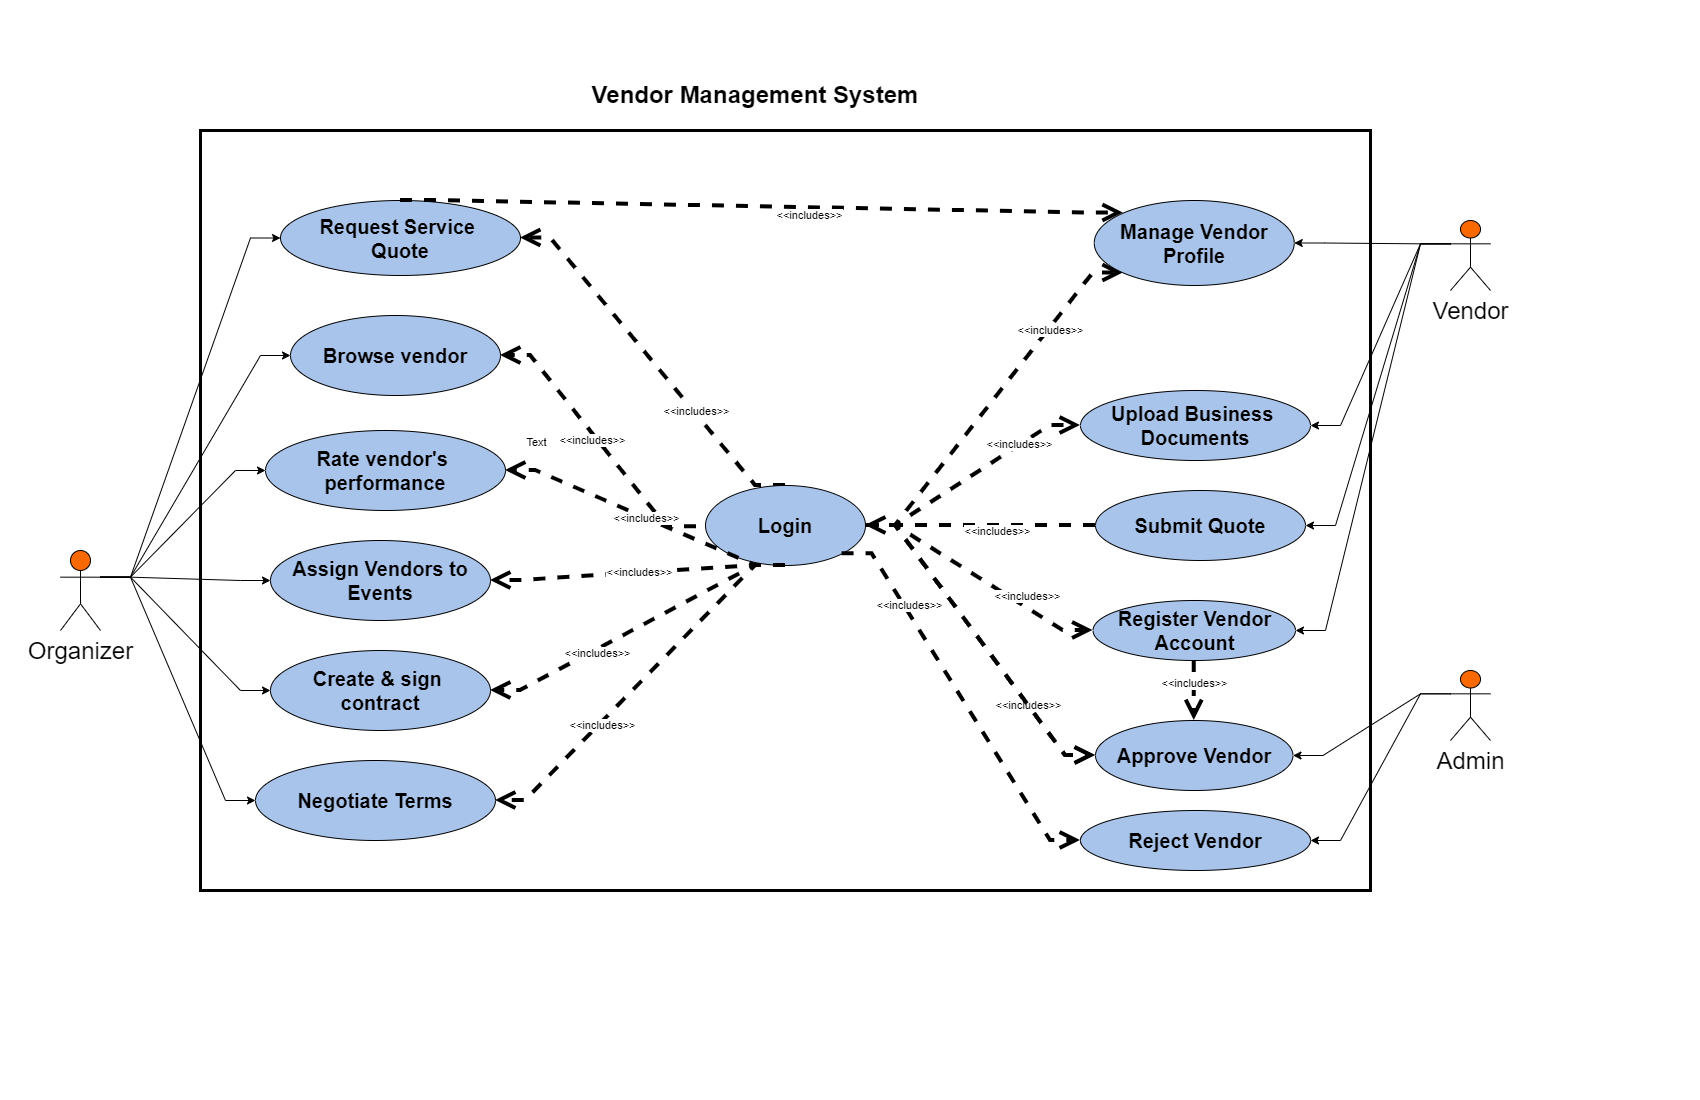 Vendor Management System
Request Service
Quote
<<includes>>
Manage Vendor
Profile
Vendor
Browse vendor
<<includes>>
<<includes>>
Text
<<includes>>
<<includes>>
Upload Business
Documents
Rate vendor's
performance
<<includes>>
Login
<<includes>>
Submit Quote
Assign Vendors to
Events
<<includes>>
<<includes>>
<<includes>>
Register Vendor
Account
Organizer
Create & sign
contract
<<includes>>
<<includes>>
<<includes>>
<<includes>>
Approve Vendor
Admin
Negotiate Terms
Reject Vendor